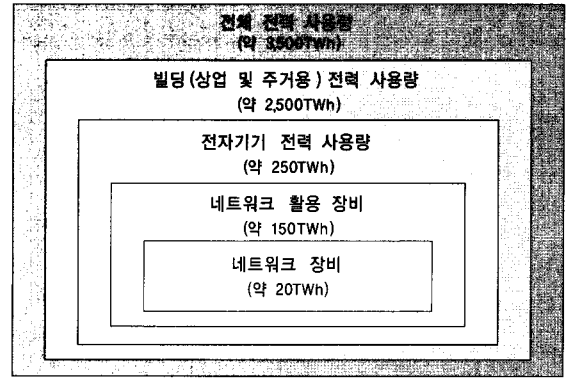 전체 전력 사용량
(약 3,500TWh)
빌딩(상업 및 주거용) 전력 사용량
(약 2,500TWh)
전자기기 전력 사용량
(약 250TWh)
네트워크 활용 장비
(약 150TWh)
네트워크 장비
(약 20TWh)